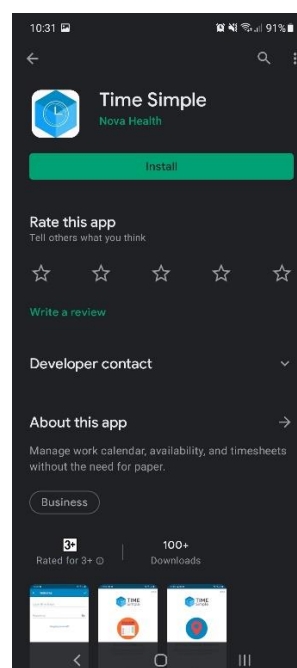 10:31 91%
Time Simple
Nova Health
Install
Rate this app
Tell others what you think
Write a review
Developer contact
About this app
Manage work calendar, availability, and timesheets
without the need for paper.
Business
3+ 100+
Rated for 3+ Downloads
TIME TIME